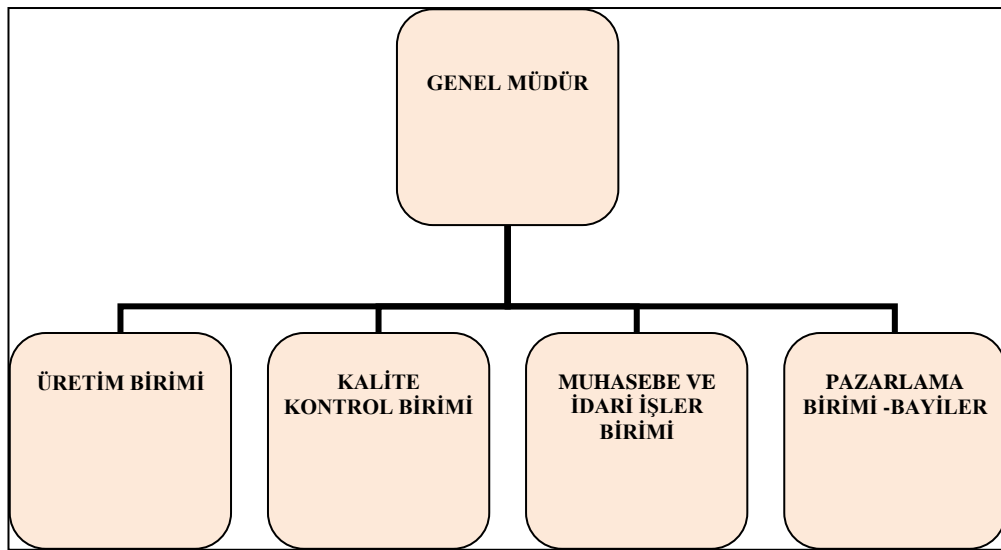 GENEL MÜDÜR
ÜRETİM BİRİMİ
KALİTE
KONTROL BİRİMİ
MUHASEBE VE
İDARİ İŞLER
BİRİMİ
PAZARLAMA
BİRİMİ -BAYİLER